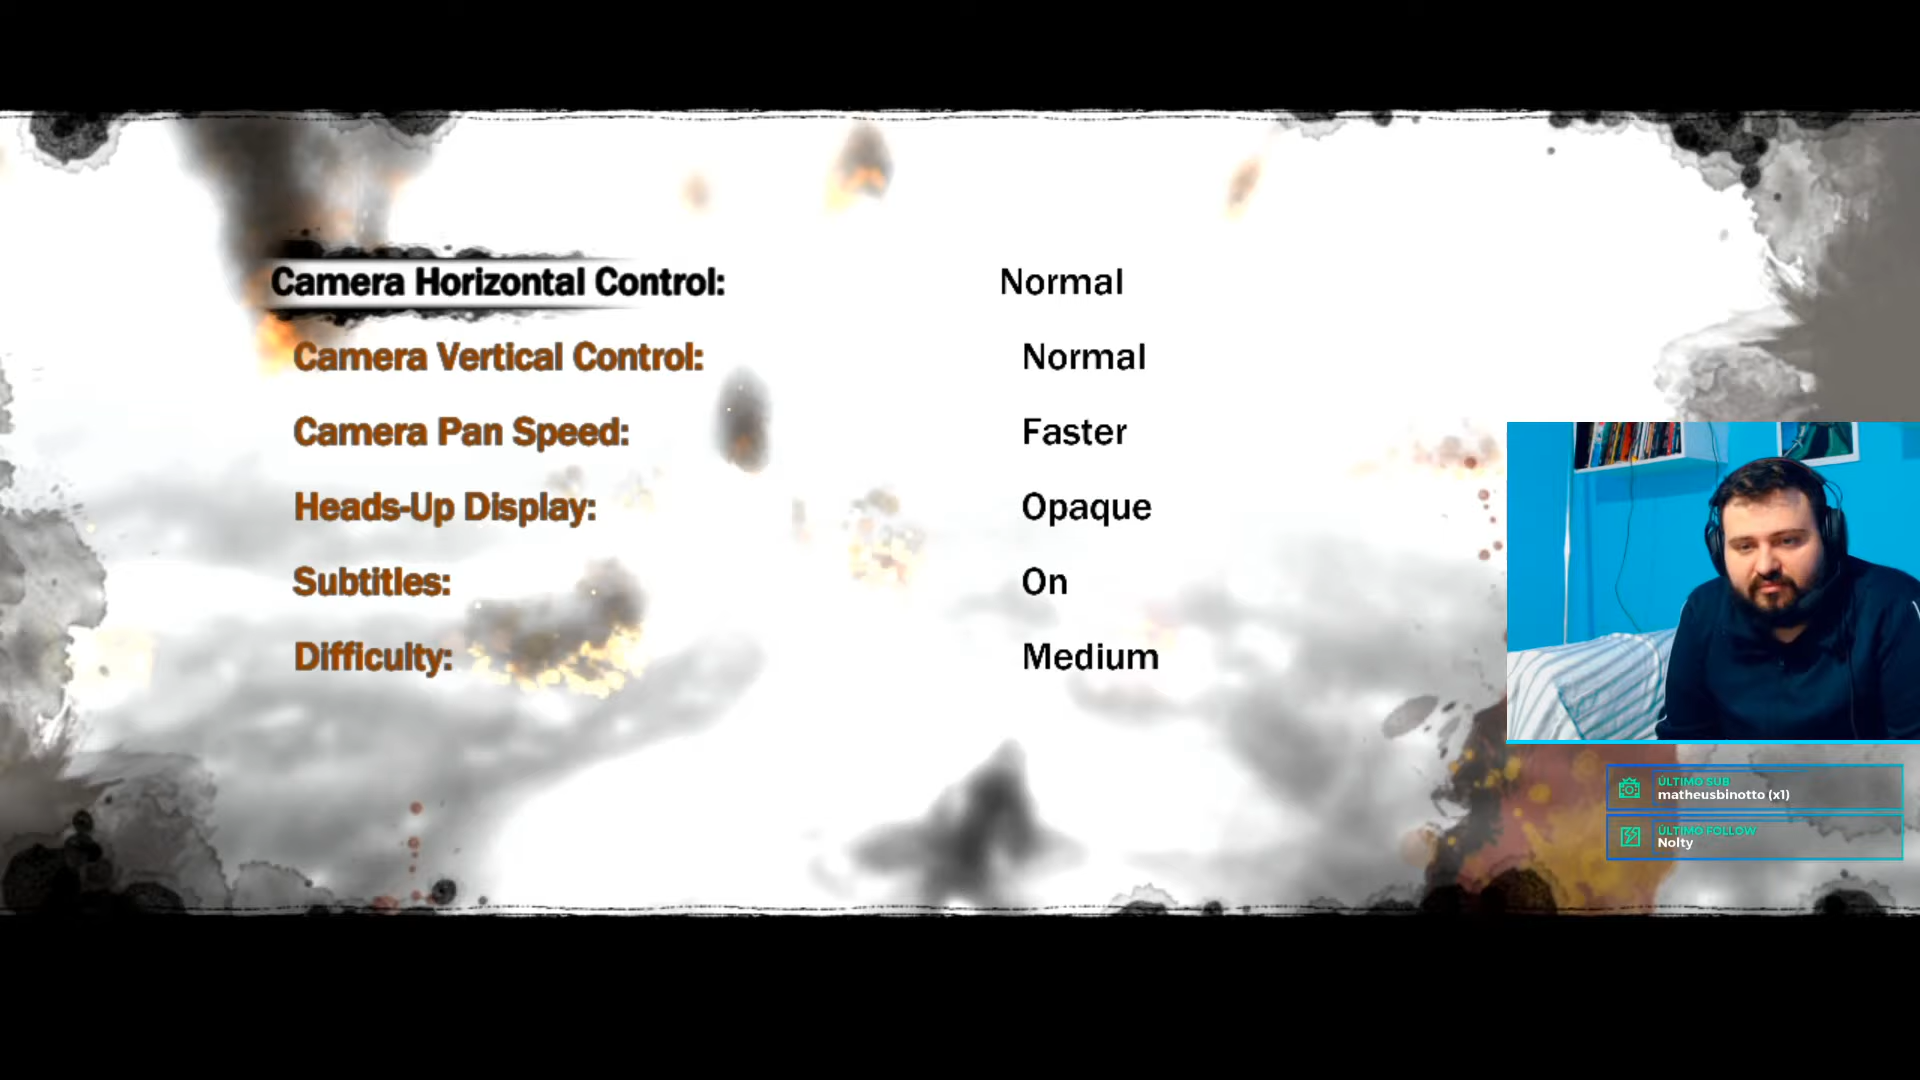 Camera Horizontal Control: Normal
Camera Vertical Control: Normal
Camera Pan Speed: Faster
Heads-Up Display: Opaque
Subtitles: On
Difficulty: Medium
ÚLTIMO SUB
matheusbinotto (x1)
ÚLTIMO FOLLOW
Nolty